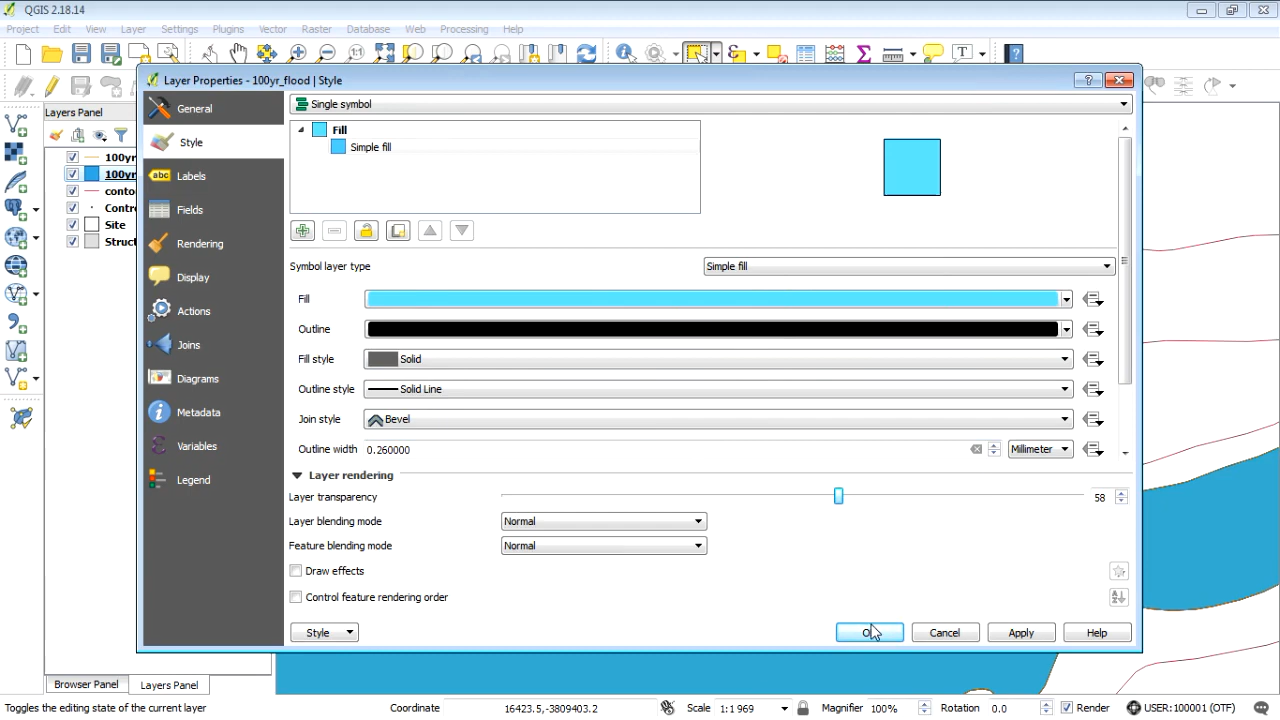 QGIS 2.18.14
Project Edit View Layer Settings Plugins Vector Raster Database Web Processing Help
Layer Properties - 100yr_flood | Style
Layers Panel
100yr
100yr
conto
Contro
Site
Struct
General
Style
Labels
Fields
Rendering
Display
Actions
Joins
Diagrams
Metadata
Variables
Legend
Single symbol
Fill
Simple fill
Symbol layer type Simple fill
Fill
Outline
Fill style Solid
Outline style Solid Line
Join style Bevel
Outline width 0.260000 Millimeter
Layer rendering
Layer transparency 58
Layer blending mode Normal
Feature blending mode Normal
Draw effects
Control feature rendering order
Style Cancel Apply Help
Browser Panel Layers Panel
Toggles the editing state of the current layer Coordinate 16423.5,-3809403.2 Scale 1:1 969 Magnifier 100% Rotation 0.0 Render USER:100001 (OTF)